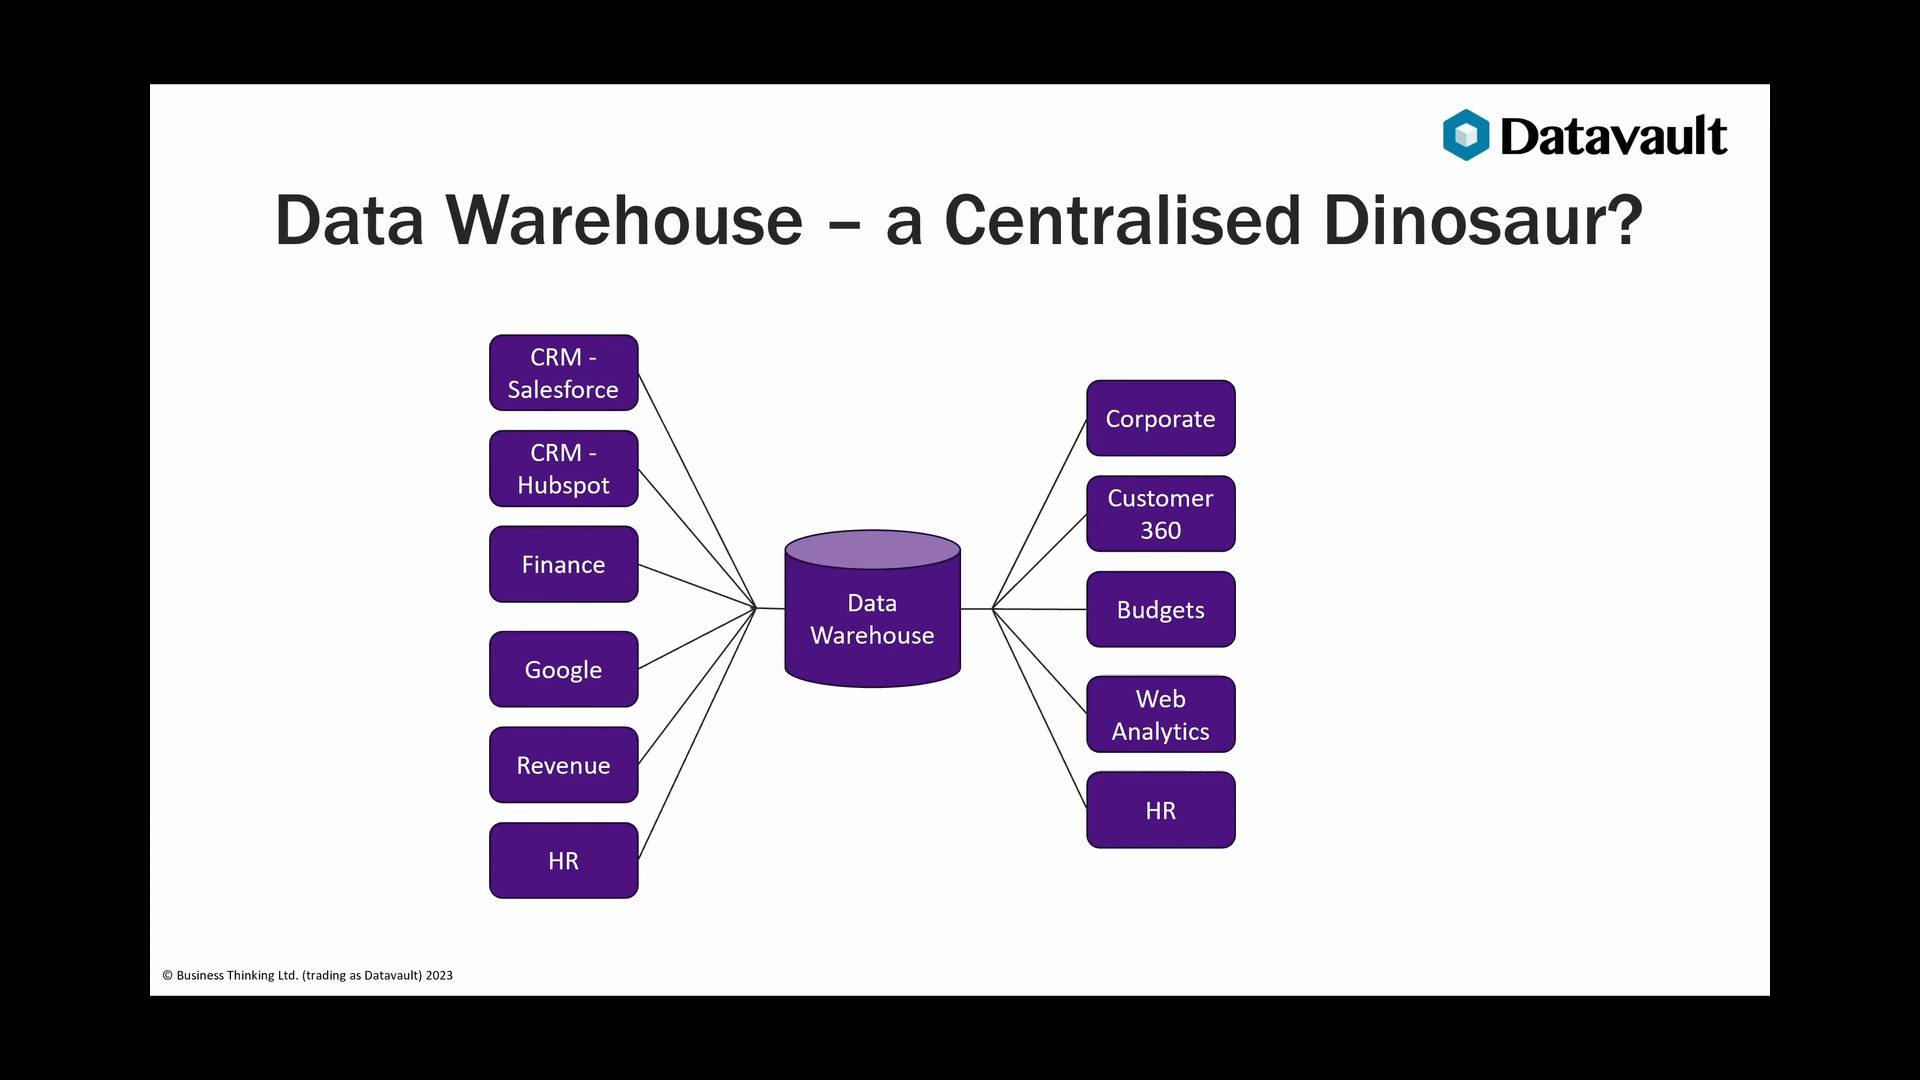 Datavault
Data Warehouse – a Centralised Dinosaur?
CRM -
Salesforce
CRM -
Hubspot
Finance
Google
Revenue
HR
Data
Warehouse
Corporate
Customer
360
Budgets
Web
Analytics
HR
© Business Thinking Ltd. (trading as Datavault) 2023